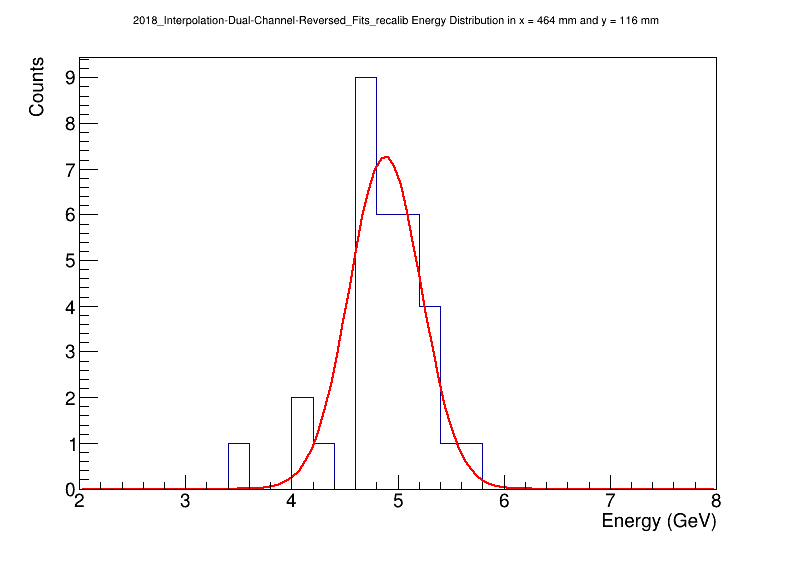 2018_Interpolation-Dual-Channel-Reversed_Fits_recalib Energy Distribution in x = 464 mm and y = 116 mm
Counts
9
8
7
6
5
4
3
2
1
0
2 3 4 5 6 7 8
Energy (GeV)